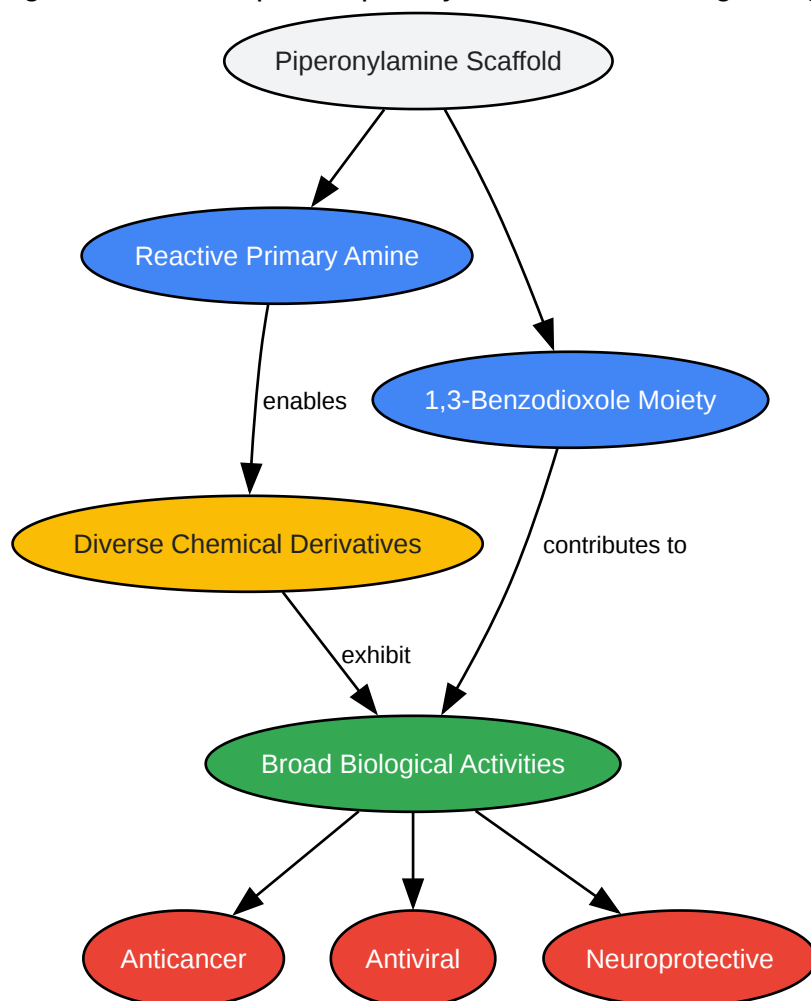 Piperonylamine Scaffold
Reactive Primary Amine
enables
1,3-Benzodioxole Moiety
Diverse Chemical Derivatives
contributes to
exhibit
Broad Biological Activities
Anticancer
Antiviral
Neuroprotective